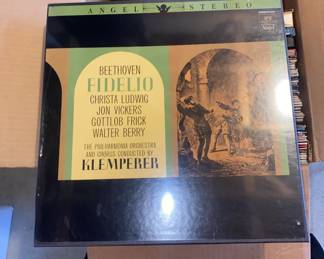 ANGEL STEREO
BEETHOVEN
FIDELIO
CHRISTA LUDWIG
JON VICKERS
GOTTLOB FRICK
WALTER BERRY
THE PHILHARMONIA ORCHESTRA
AND CHORUS CONDUCTED BY
KLEMPERER